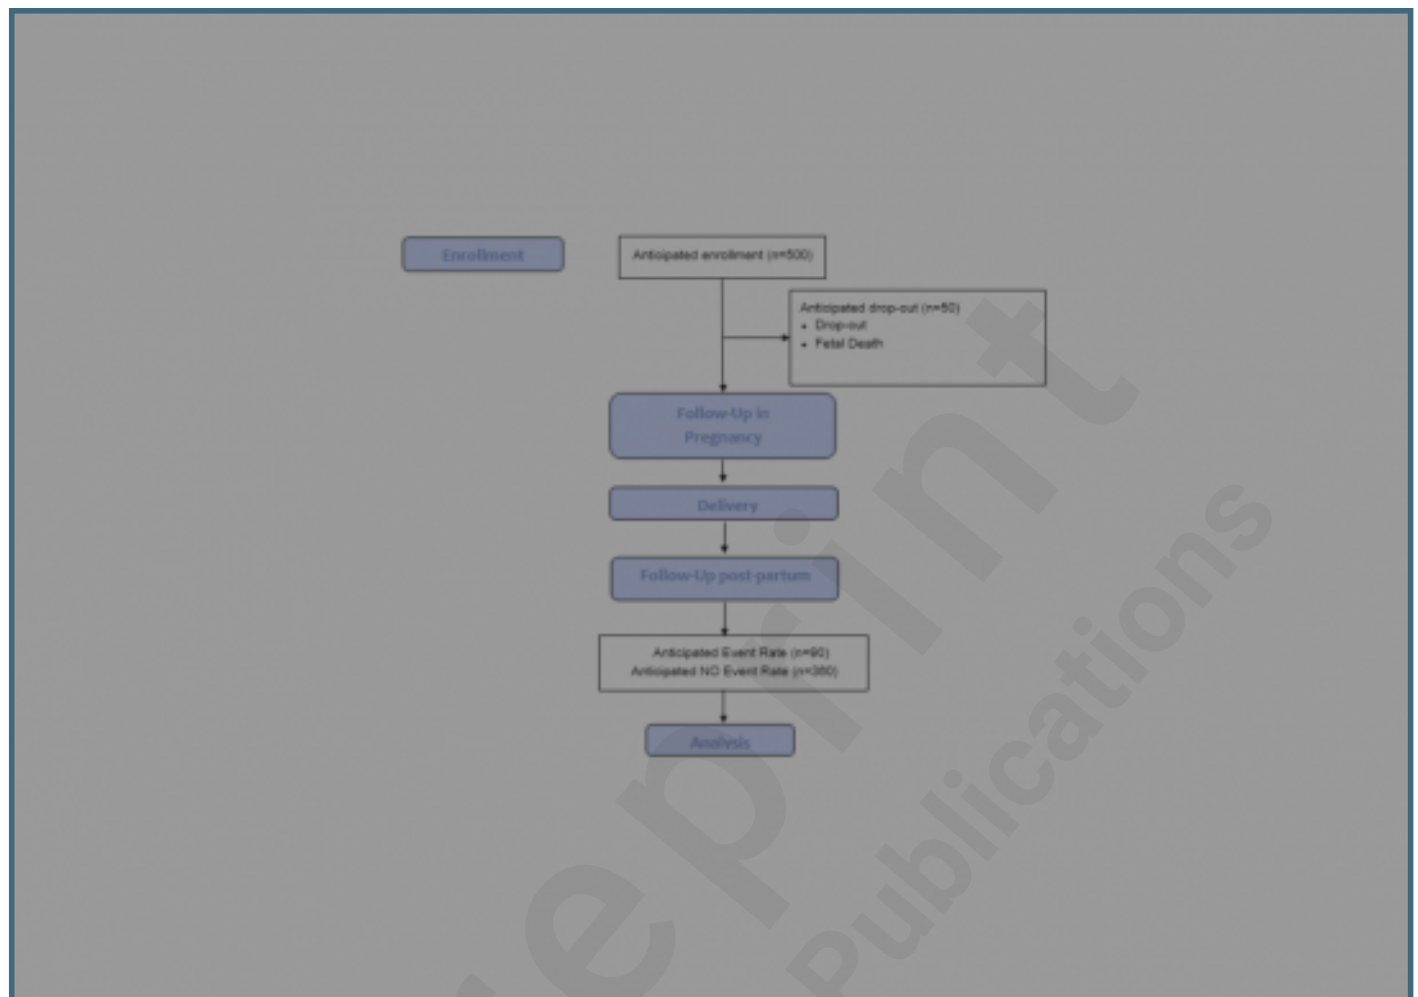 Enrollment
Anticipated enrollment (n=500)
Anticipated drop-out (n=50)
• Drop-out
• Fetal Death
Follow-Up in
Pregnancy
Delivery
Follow-Up post-partum
Anticipated Event Rate (n=90)
Anticipated NO Event Rate (n=360)
Analysis
eprint
Publications